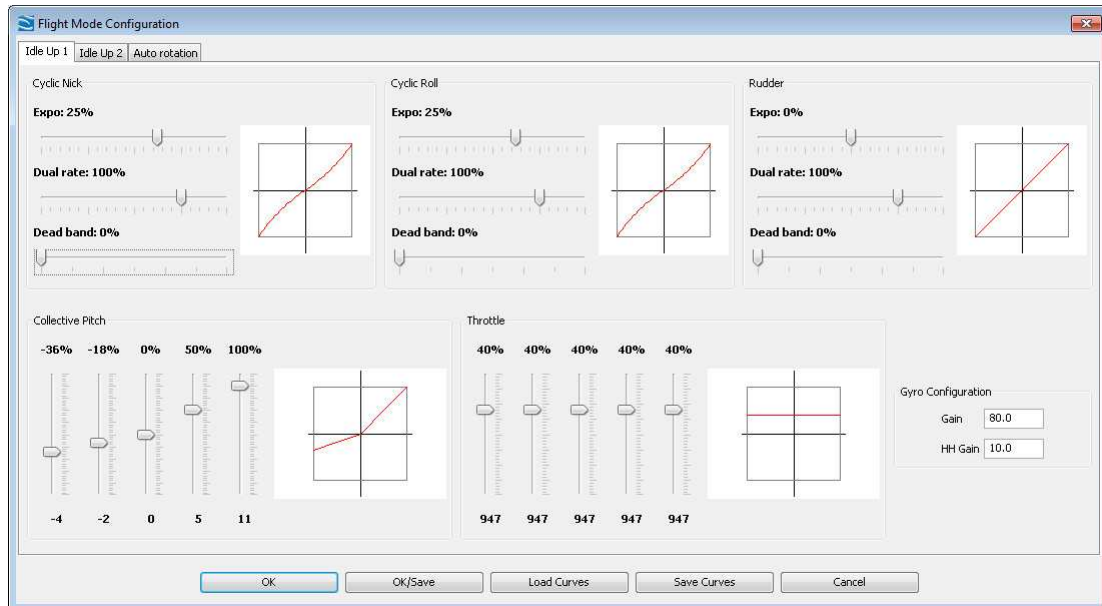 Flight Mode Configuration
Idle Up 1 Idle Up 2 Auto rotation
Cyclic Nick
Expo: 25%
Dual rate: 100%
Dead band: 0%
Cyclic Roll
Expo: 25%
Dual rate: 100%
Dead band: 0%
Rudder
Expo: 0%
Dual rate: 100%
Dead band: 0%
Collective Pitch
-36% -18% 0% 50% 100%
-4 -2 0 5 11
Throttle
40% 40% 40% 40% 40%
947 947 947 947 947
Gyro Configuration
Gain 80.0
HH Gain 10.0
OK OK/Save Load Curves Save Curves Cancel